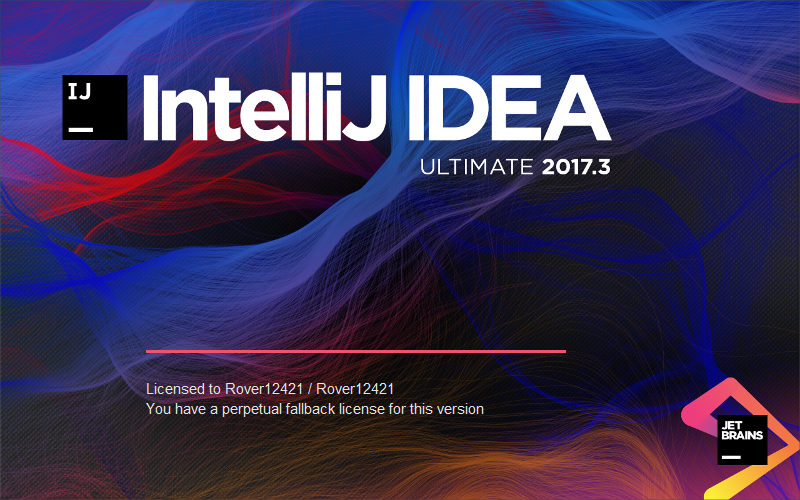 IJ
IntelliJ IDEA
ULTIMATE 2017.3
Licensed to Rover12421 / Rover12421
You have a perpetual fallback license for this version
JET
BRAINS